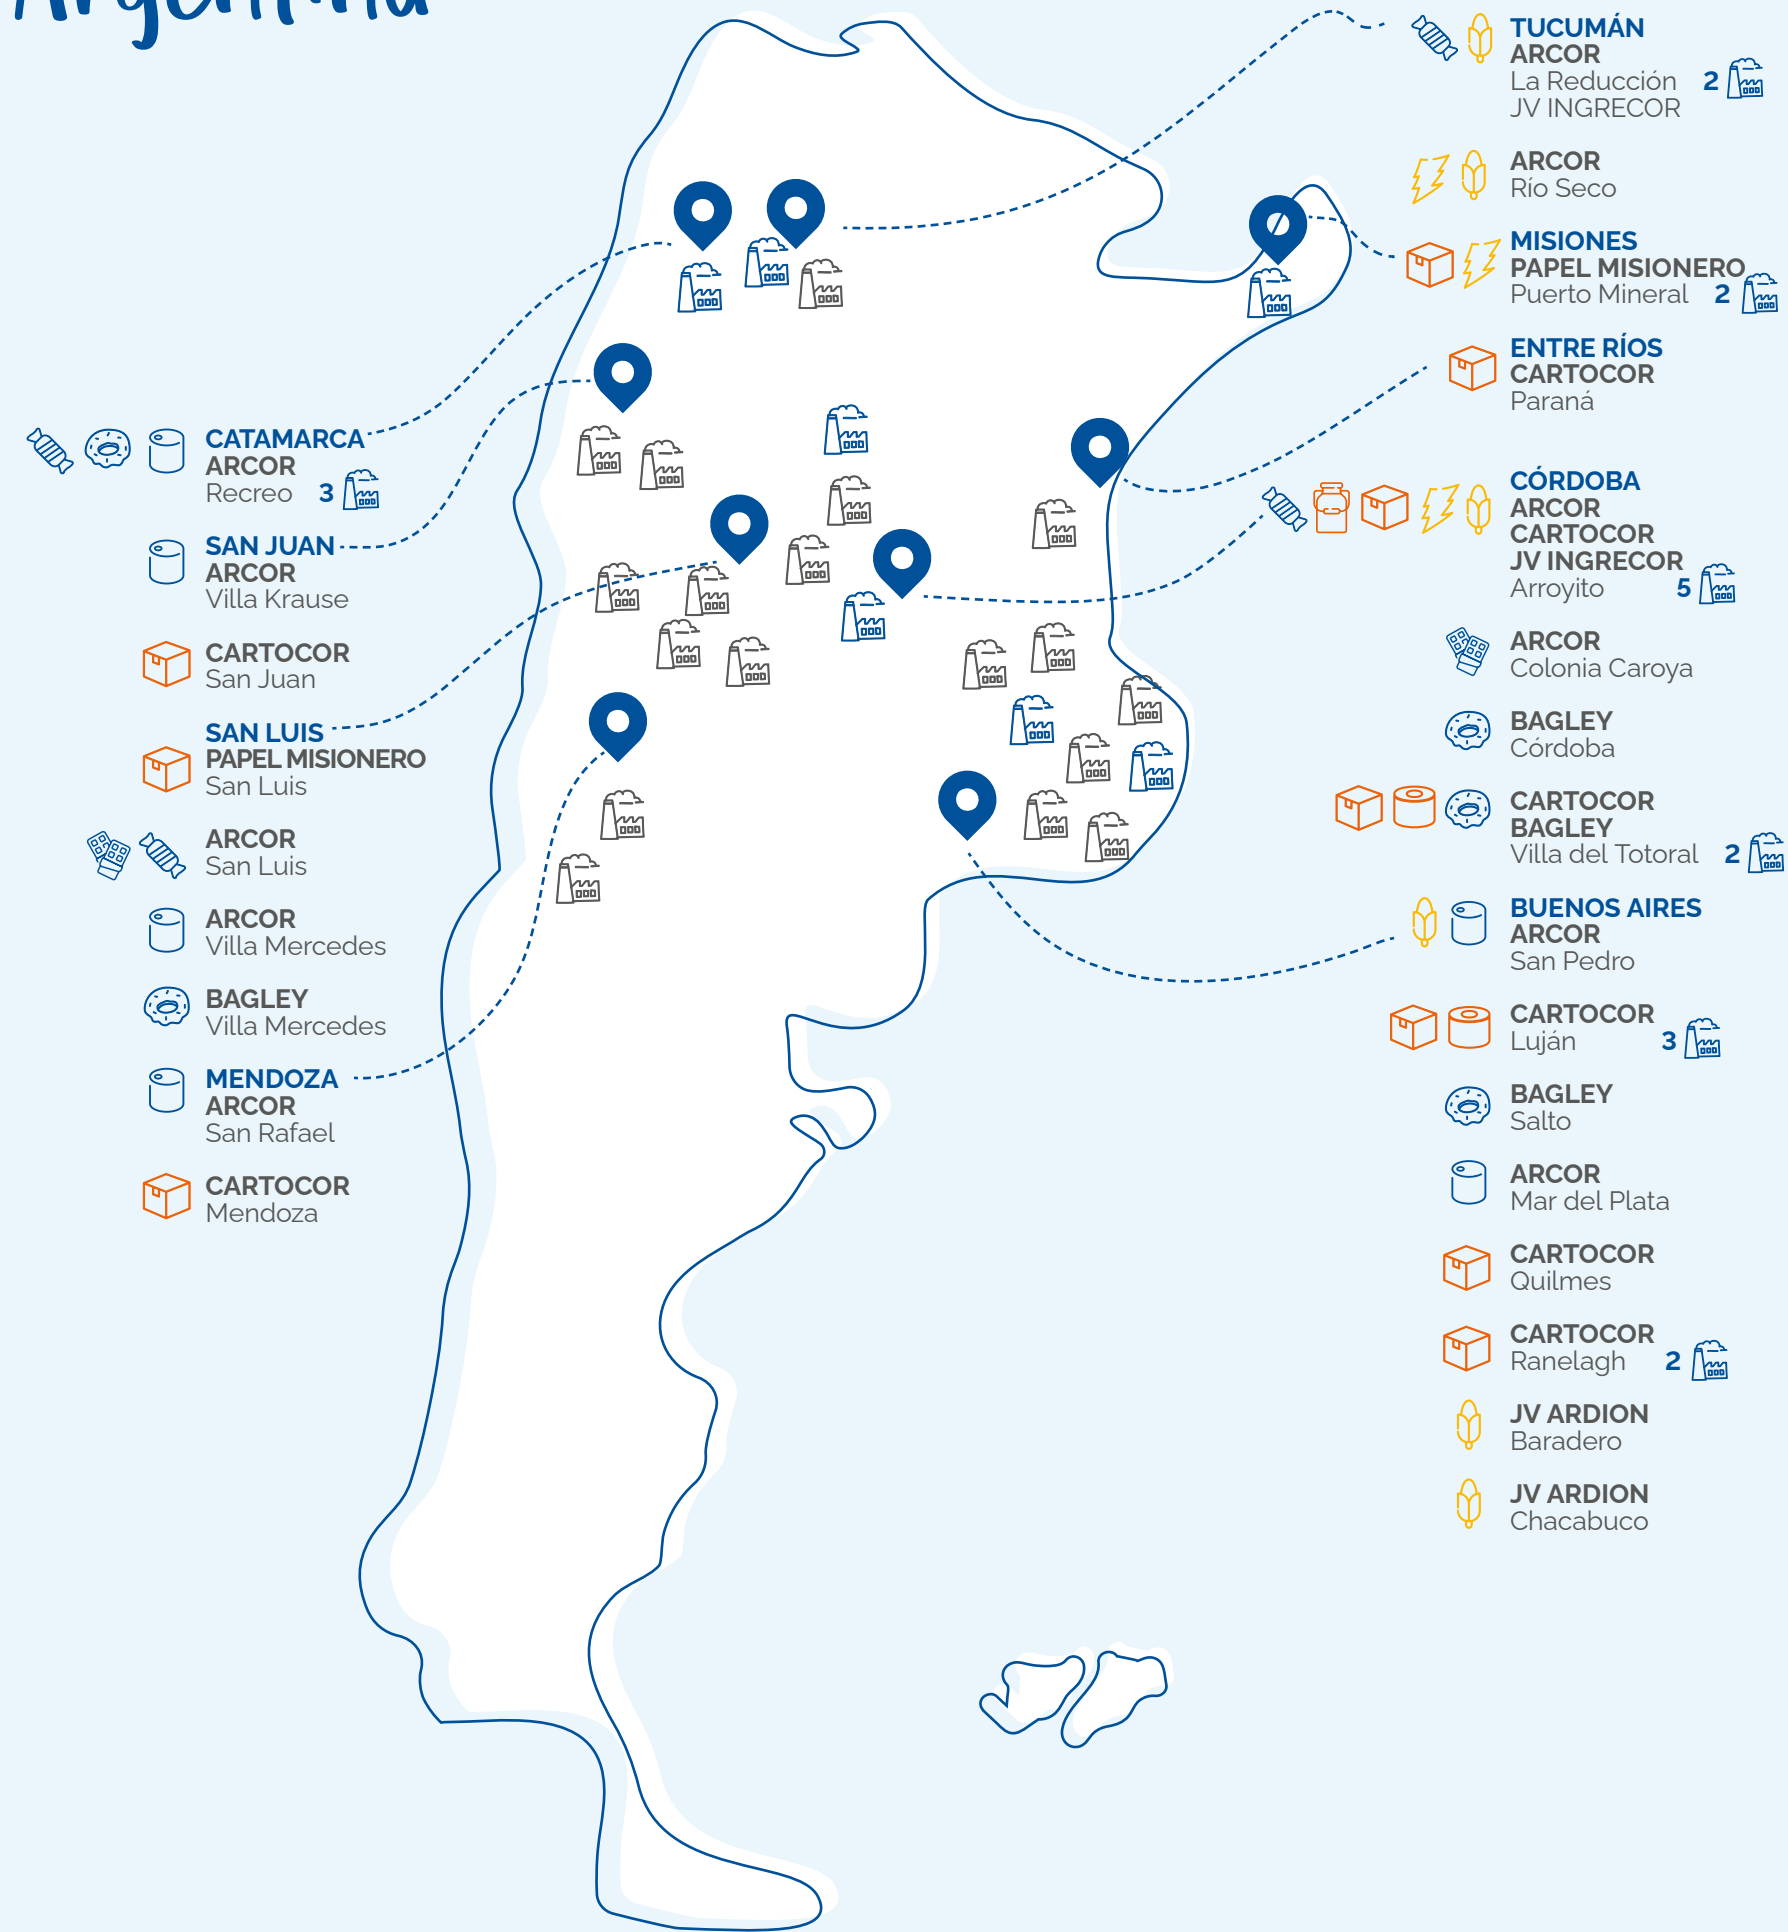 Argentina
CATAMARCA
ARCOR
Recreo 3
SAN JUAN
ARCOR
Villa Krause
CARTOCOR
San Juan
SAN LUIS
PAPEL MISIONERO
San Luis
ARCOR
San Luis
ARCOR
Villa Mercedes
BAGLEY
Villa Mercedes
MENDOZA
ARCOR
San Rafael
CARTOCOR
Mendoza
TUCUMÁN
ARCOR
La Reducción 2
JV INGRECOR
ARCOR
Río Seco
MISIONES
PAPEL MISIONERO
Puerto Mineral 2
ENTRE RÍOS
CARTOCOR
Paraná
CÓRDOBA
ARCOR
CARTOCOR
JV INGRECOR
Arroyito 5
ARCOR
Colonia Caroya
BAGLEY
Córdoba
CARTOCOR
BAGLEY
Villa del Totoral 2
BUENOS AIRES
ARCOR
San Pedro
CARTOCOR
Luján 3
BAGLEY
Salto
ARCOR
Mar del Plata
CARTOCOR
Quilmes
CARTOCOR
Ranelagh 2
JV ARDION
Baradero
JV ARDION
Chacabuco